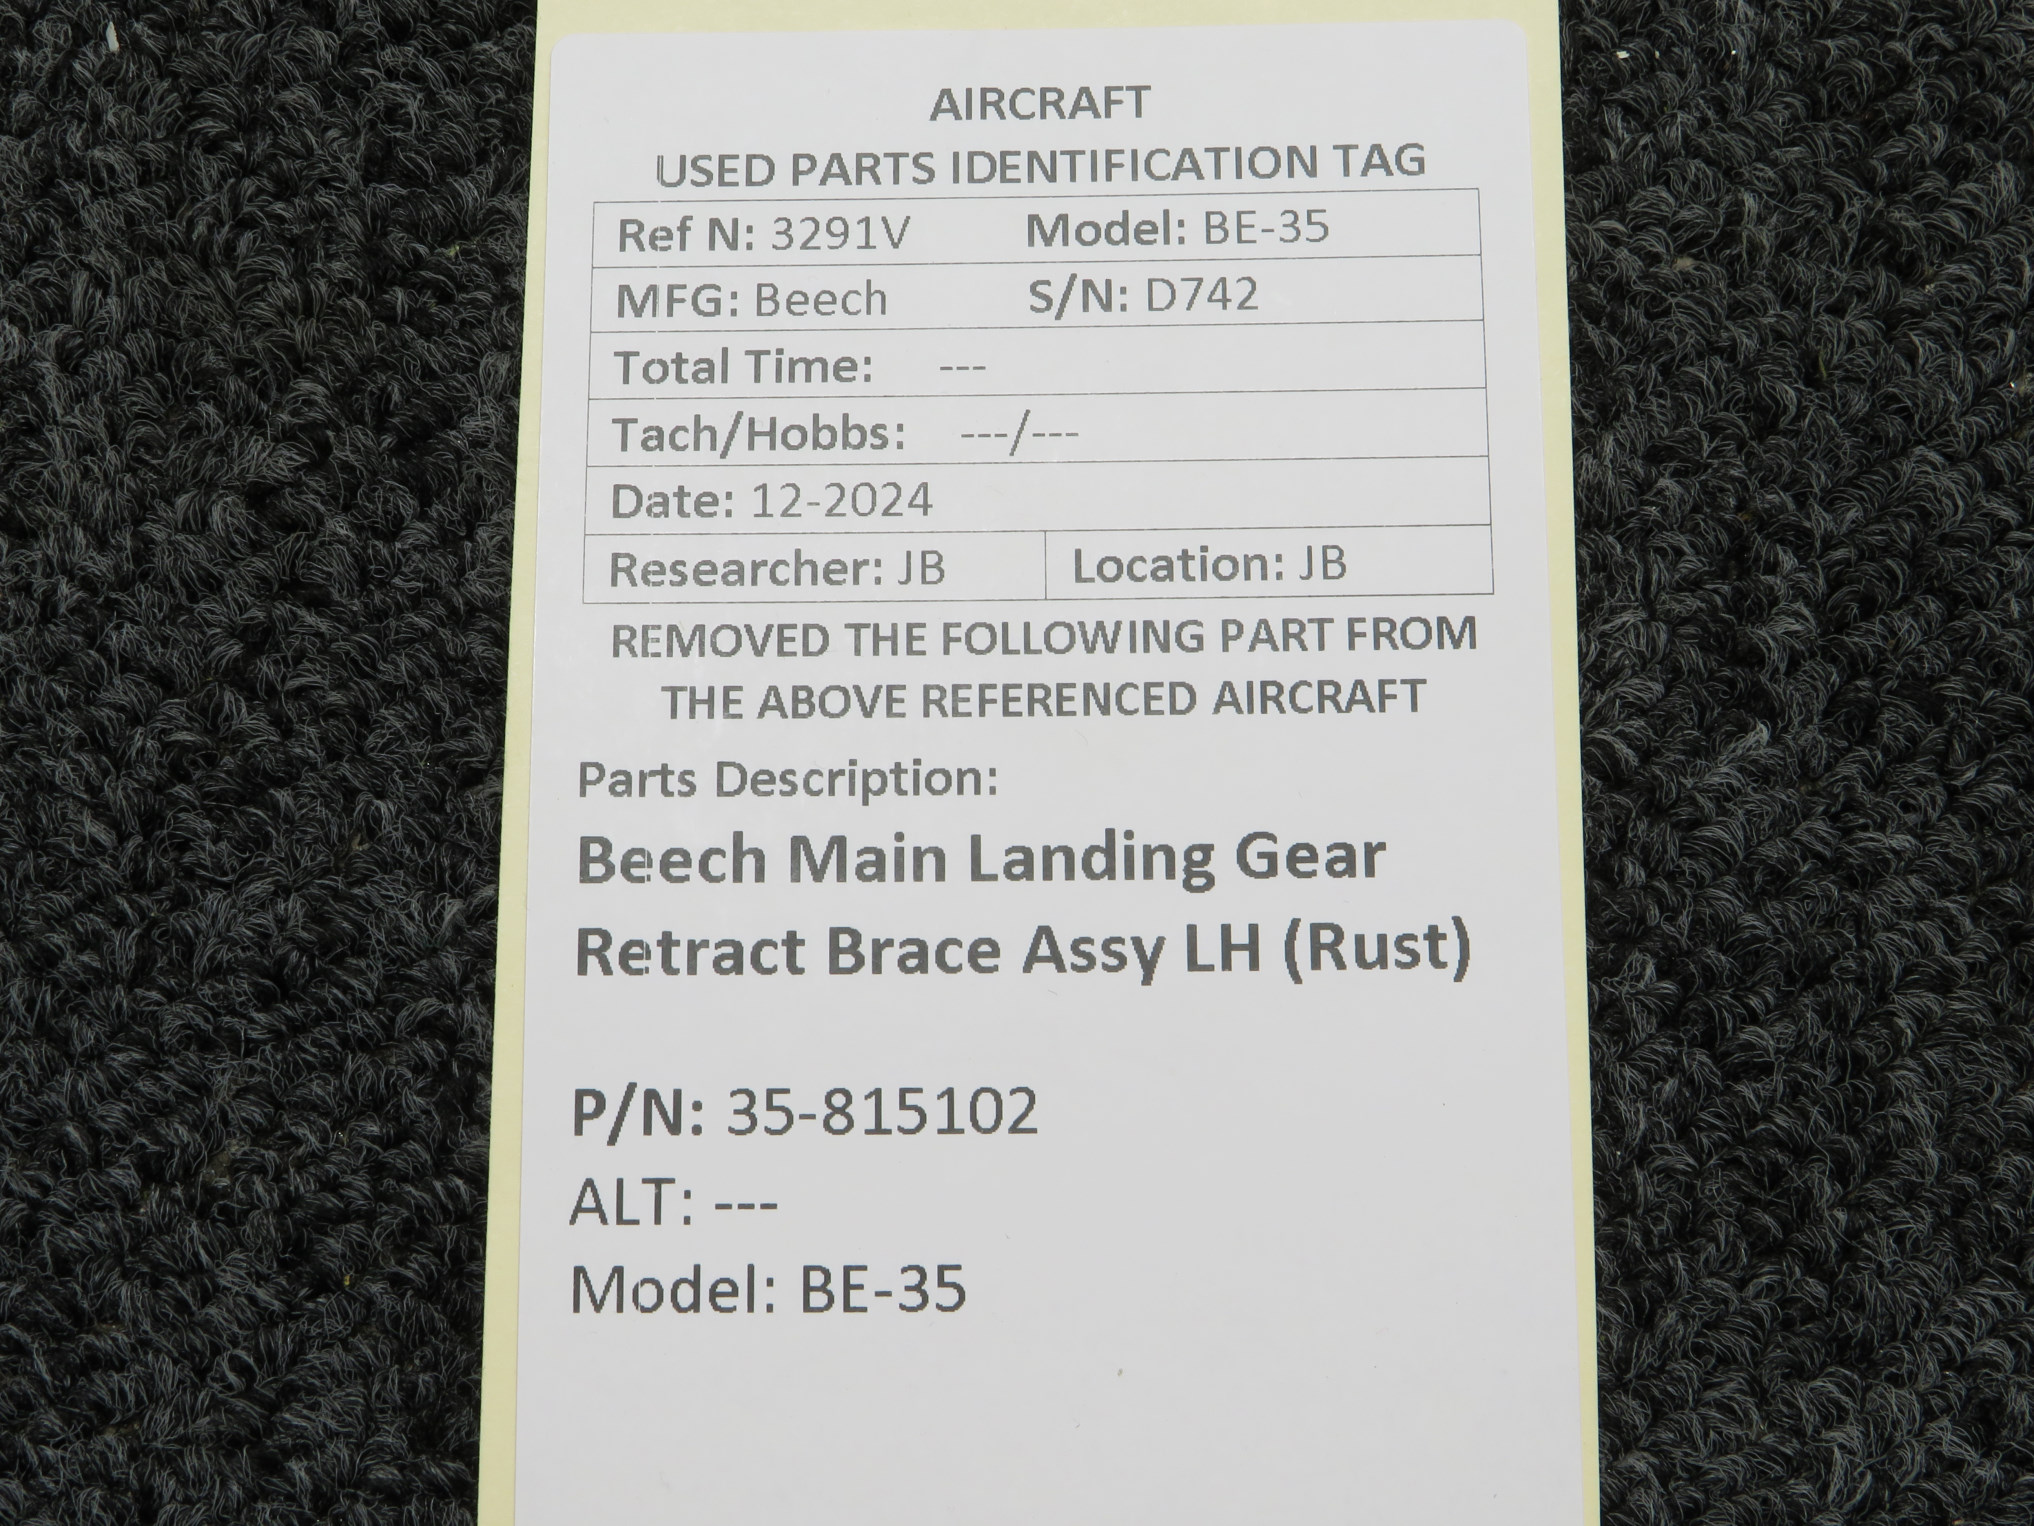 AIRCRAFT
USED PARTS IDENTIFICATION TAG
Ref N: 3291V Model: BE-35
MFG: Beech S/N: D742
Total Time: ---
Tach/Hobbs: ---/---
Date: 12-2024
Researcher: JB Location: JB
REMOVED THE FOLLOWING PART FROM
THE ABOVE REFERENCED AIRCRAFT
Parts Description:
Beech Main Landing Gear
Retract Brace Assy LH (Rust)
P/N: 35-815102
ALT: ---
Model: BE-35